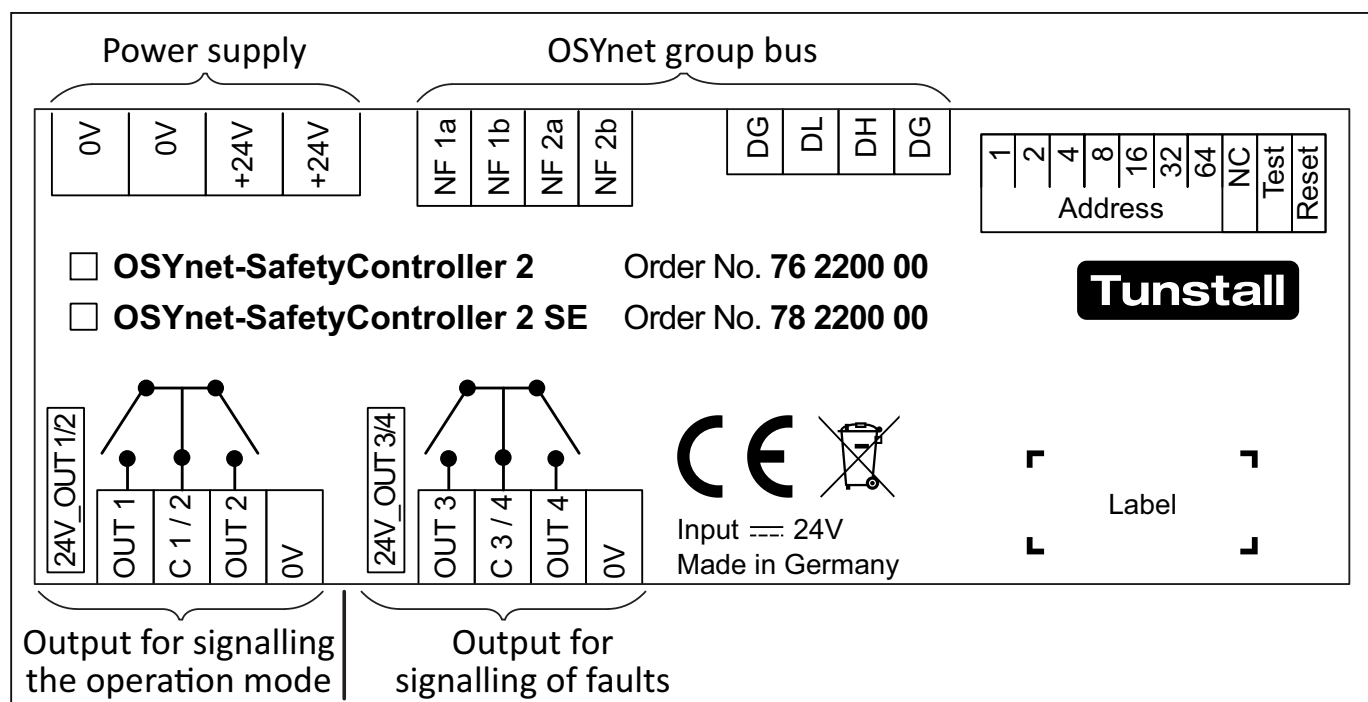 Power supply
OSYnet group bus
0V
0V
+24V
+24V
NF 1a
NF 1b
NF 2a
NF 2b
DG
DL
DH
DG
1
2
4
8
16
32
64
NC
Test
Reset
Address
OSYnet-SafetyController 2 Order No. 76 2200 00
OSYnet-SafetyController 2 SE Order No. 78 2200 00
Tunstall
24V_OUT 1/2
OUT 1
C 1 / 2
OUT 2
0V
24V_OUT 3/4
OUT 3
C 3 / 4
OUT 4
0V
CE
Input 24V
Made in Germany
Label
Output for signalling
the operation mode
Output for
signalling of faults